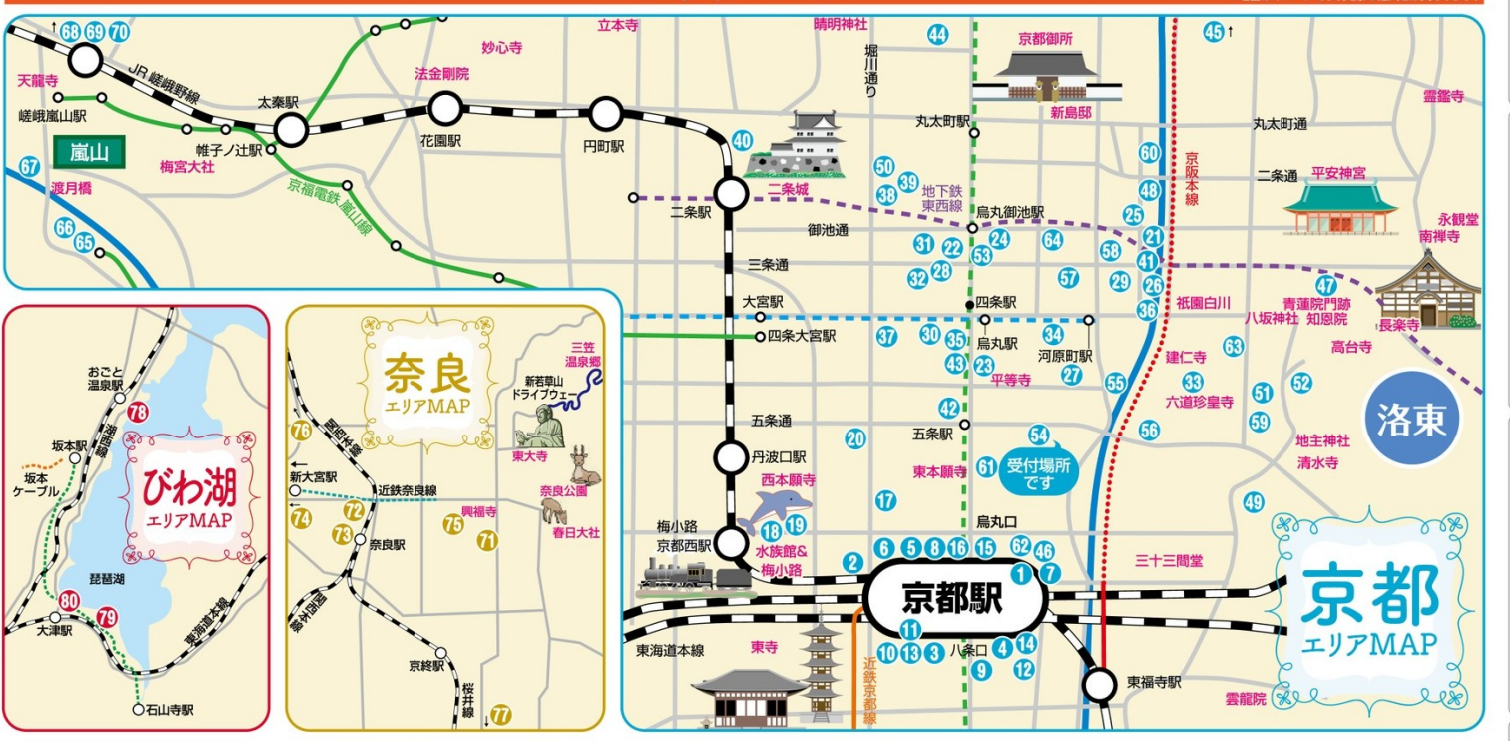 68 69 70
天龍寺
嵯峨嵐山駅
JR 嵯峨野線
太秦駅
帷子ノ辻駅
嵐山
梅宮大社
67
渡月橋
66
65
京福電鉄 嵐山線
妙心寺
法金剛院
花園駅
立本寺
円町駅
晴明神社
堀川通り
44
京都御所
新島邸
45
霊鑑寺
丸太町駅
丸太町通
40
二条城
二条駅
50
39
38
地下鉄
東西線
烏丸御池駅
御池通
60
48
25
21
41
26
36
京阪本線
二条通
平安神宮
永観堂
南禅寺
31
22
24
53
64
58
32
28
57
29
三条通
47
青蓮院門跡
祇園白川
八坂神社 知恩院
長楽寺
高台寺
大宮駅
四条駅
四条大宮駅
37
30
35
烏丸駅
34
河原町駅
43
23
平等寺
27
55
建仁寺
63
33
六道珍皇寺
51
52
59
洛東
42
五条通
五条駅
20
54
受付場所
です
56
地主神社
清水寺
丹波口駅
西本願寺
東本願寺
61
17
49
梅小路
京都西駅
18
19
水族館&
梅小路
烏丸口
2
6
5
8
16
15
62
46
1
7
京都駅
11
10
13
3
八条口
4
14
9
12
三十三間堂
東海道本線
東寺
近鉄京都線
東福寺駅
雲龍院
京都
エリアMAP
おごと
温泉駅
78
湖西線
坂本駅
坂本
ケーブル
びわ湖
エリアMAP
琵琶湖
80
79
大津駅
東海道本線
石山寺駅
奈良
エリアMAP
三笠
温泉郷
新若草山
ドライブウェー
76
関西本線
東大寺
新大宮駅
近鉄奈良線
奈良公園
74
72
興福寺
75
71
春日大社
73
奈良駅
関西本線
京終駅
桜井線
77